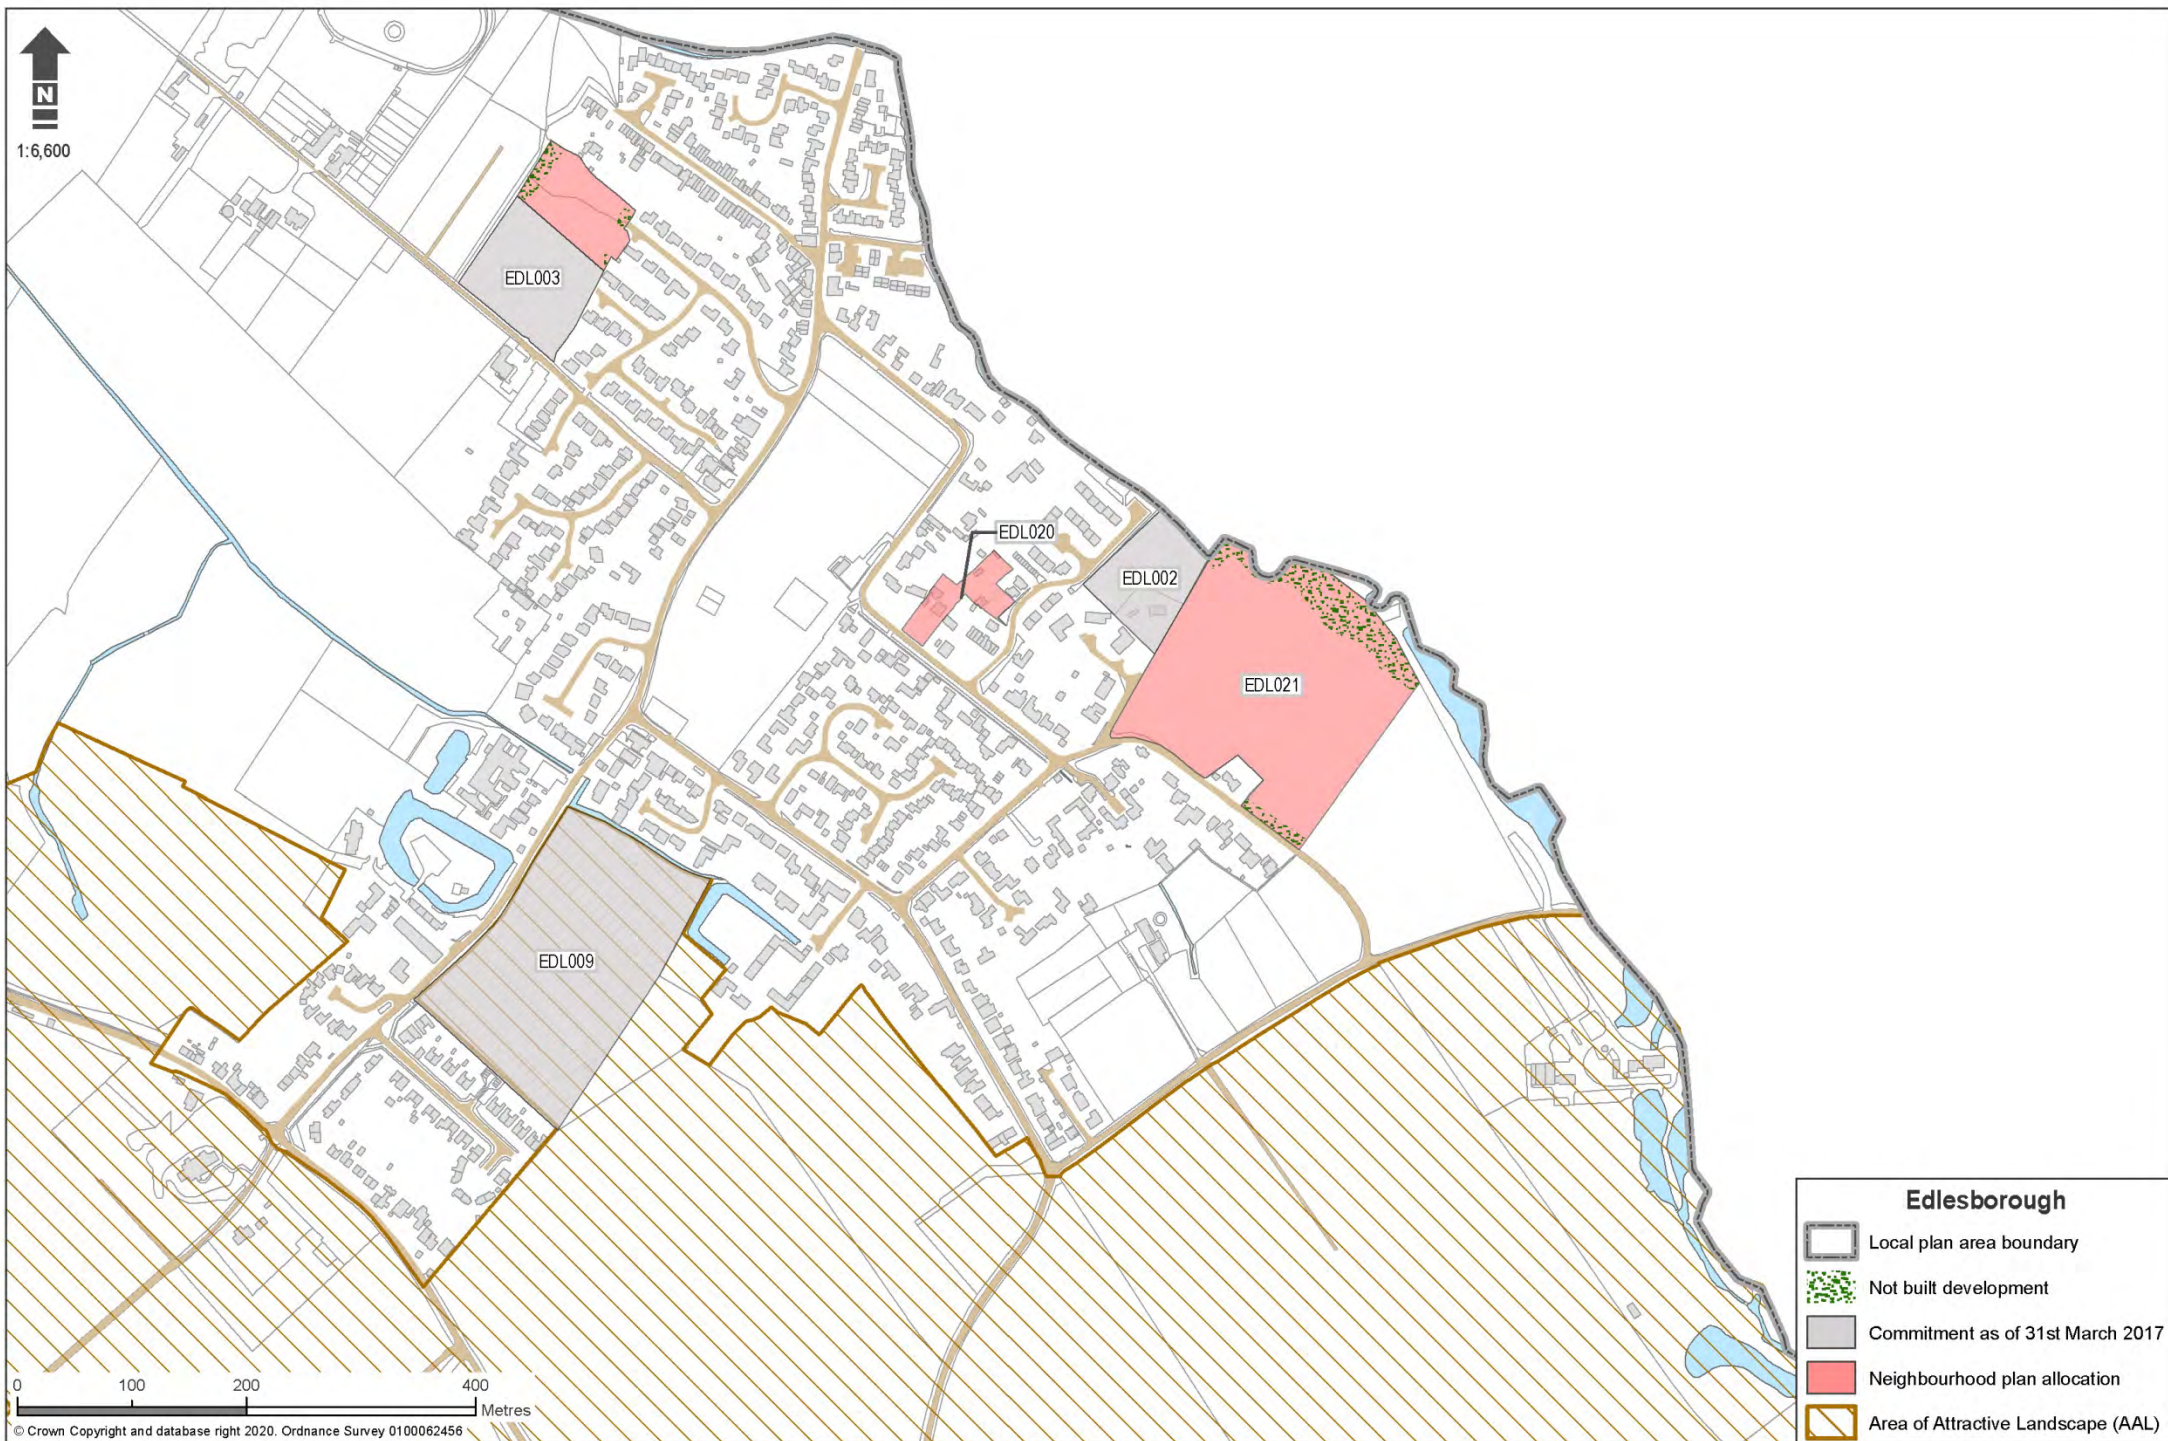 N
1:6,600
EDL003
EDL020
EDL002
EDL021
EDL009
Edlesborough
Local plan area boundary
Not built development
Commitment as of 31st March 2017
Neighbourhood plan allocation
Area of Attractive Landscape (AAL)
0 100 200 400
Metres
© Crown Copyright and database right 2020. Ordnance Survey 0100062456